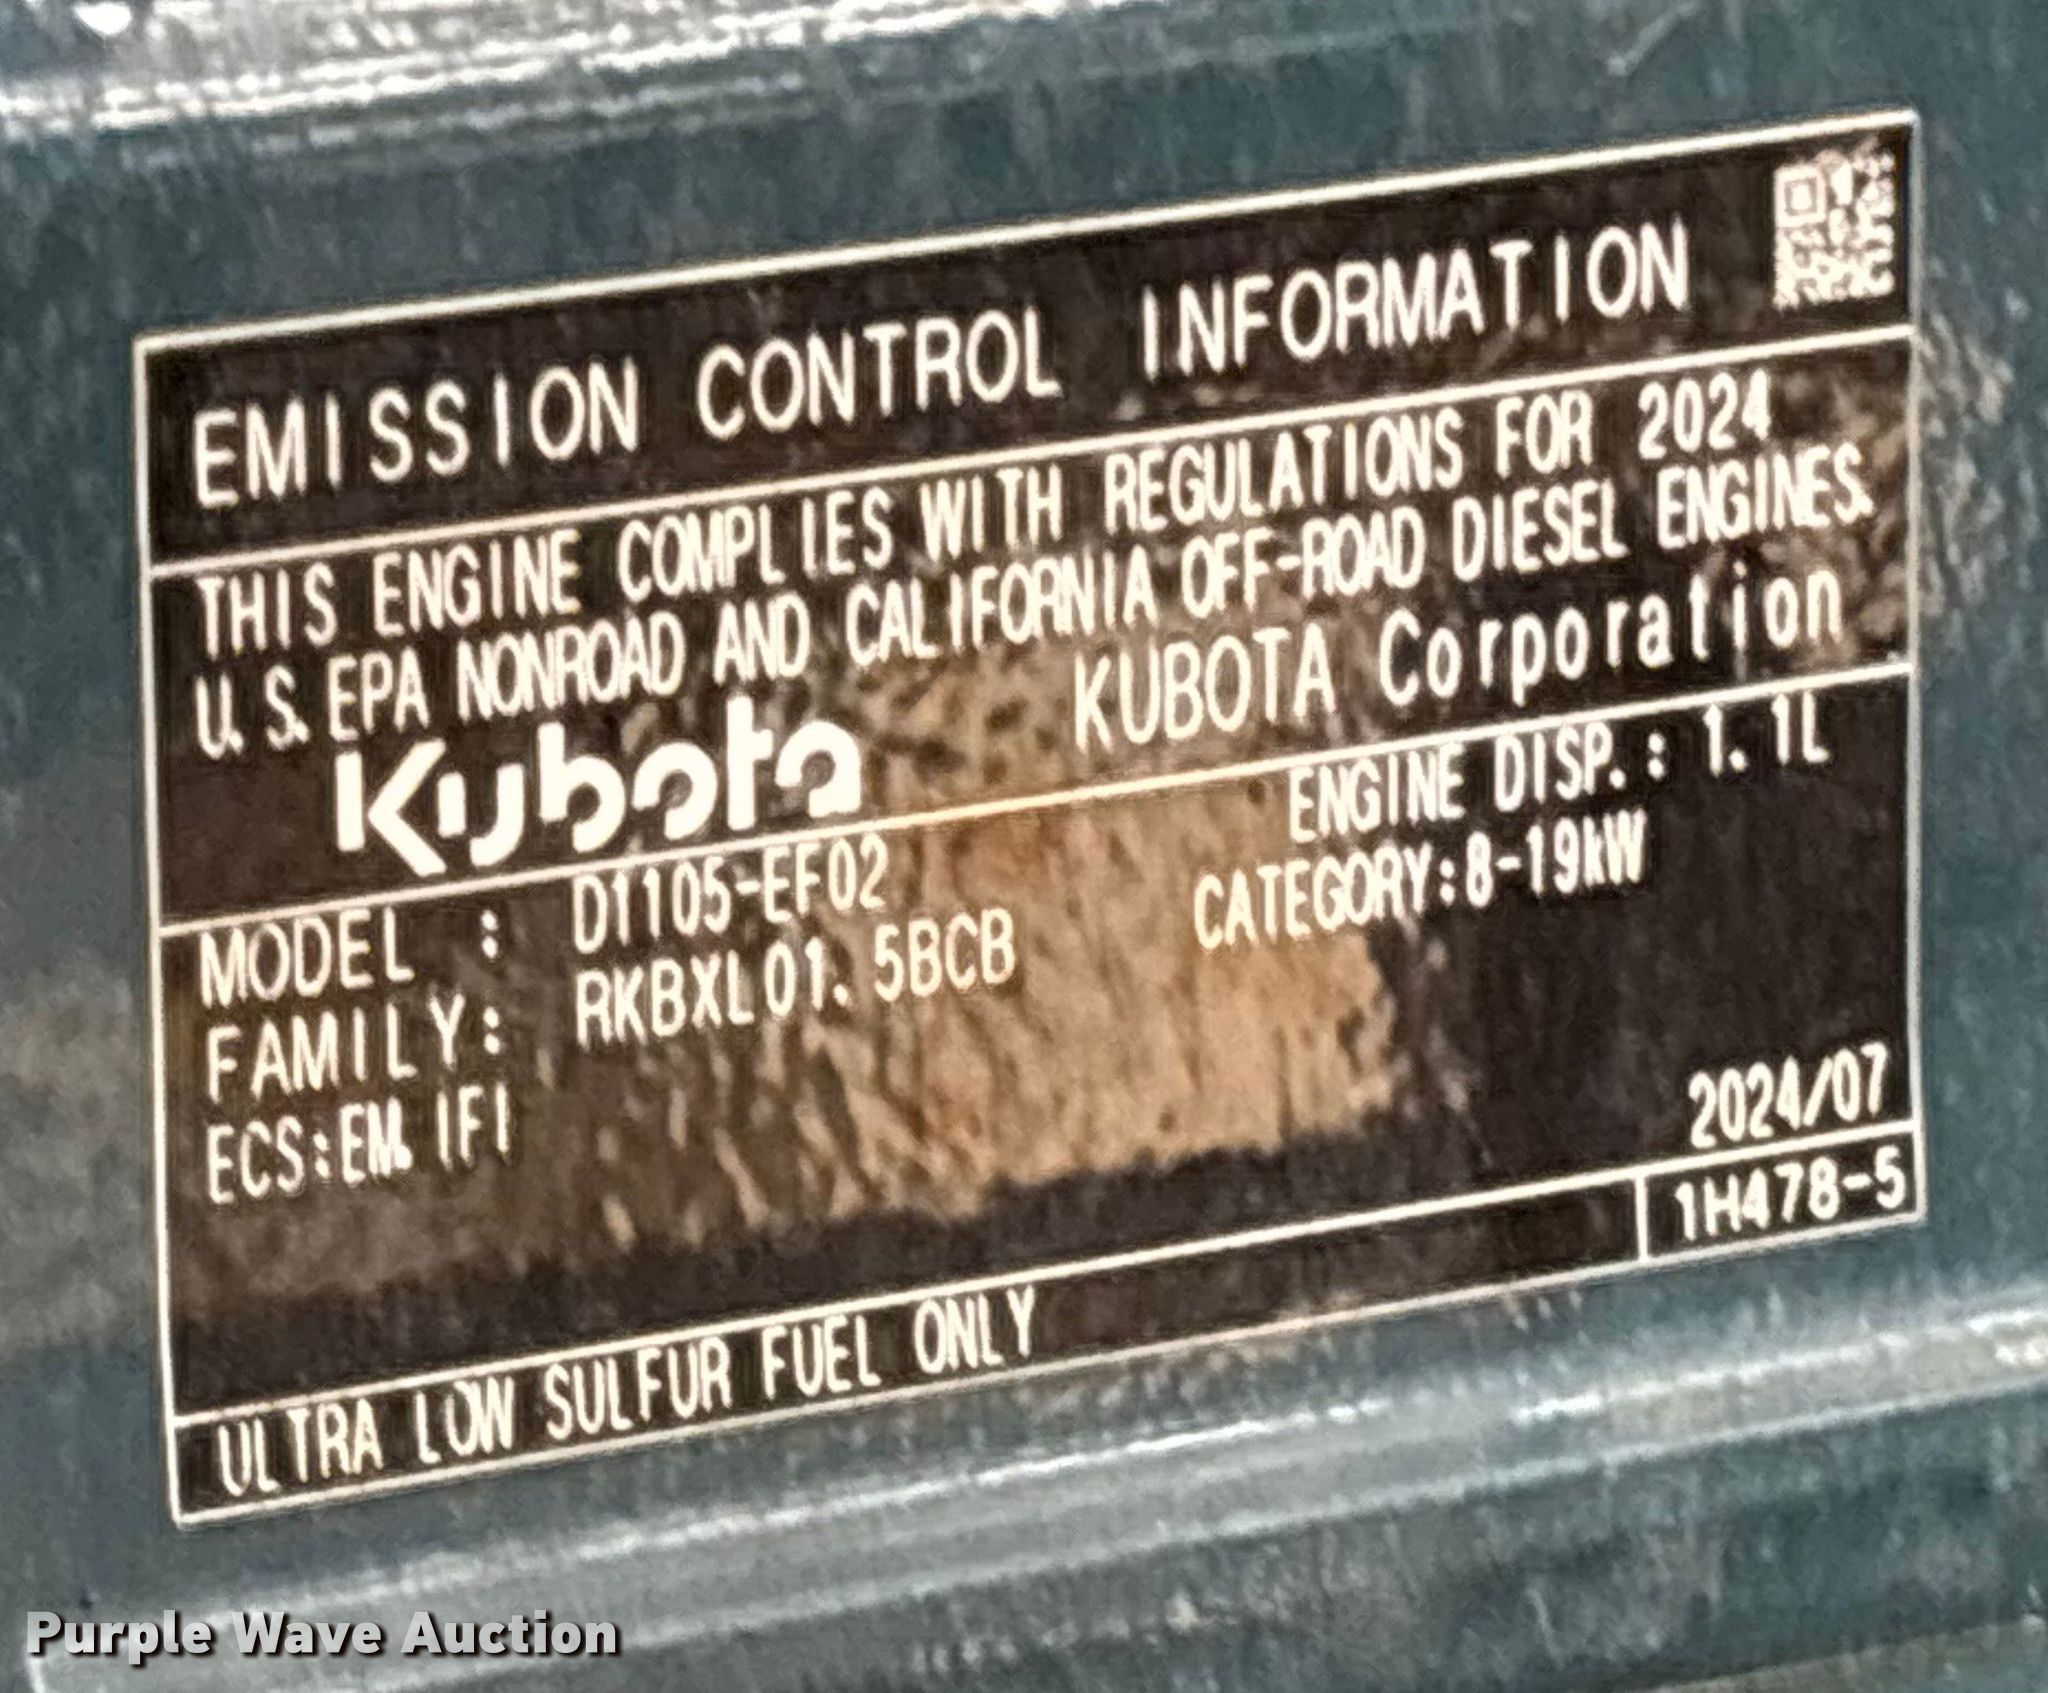 EMISSION CONTROL INFORMATION
THIS ENGINE COMPLIES WITH REGULATIONS FOR 2024
U.S. EPA NONROAD AND CALIFORNIA OFF-ROAD DIESEL ENGINES.
Kubota KUBOTA Corporation
MODEL : D1105-EF02 ENGINE DISP.: 1.1L
FAMILY: RKBXL01.5BCB CATEGORY:8-19kW
ECS:EM. IFI
2024/07
1H478-5
ULTRA LOW SULFUR FUEL ONLY
Purple Wave Auction